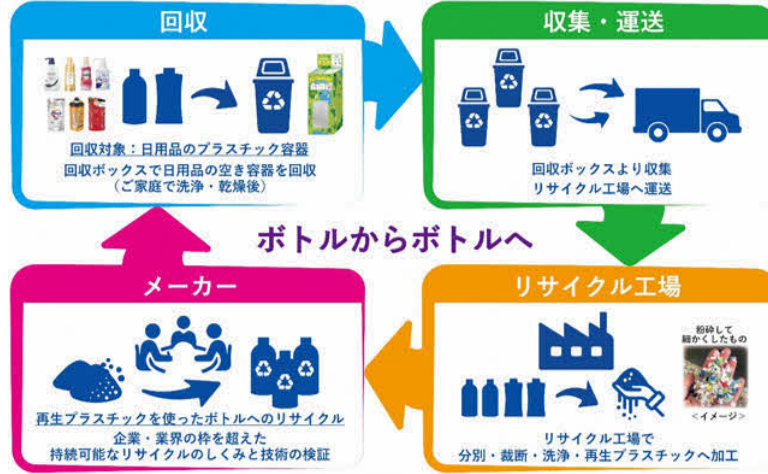 回収
回収対象：日用品のプラスチック容器
回収ボックスで日用品の空き容器を回収
（ご家庭で洗浄・乾燥後）
収集・運送
回収ボックスより収集
リサイクル工場へ運送
ボトルからボトルへ
メーカー
再生プラスチックを使ったボトルへのリサイクル
企業・業界の枠を超えた
持続可能なリサイクルのしくみと技術の検証
リサイクル工場
粉砕して
細かくしたもの
＜イメージ＞
リサイクル工場で
分別・裁断・洗浄・再生プラスチックへ加工